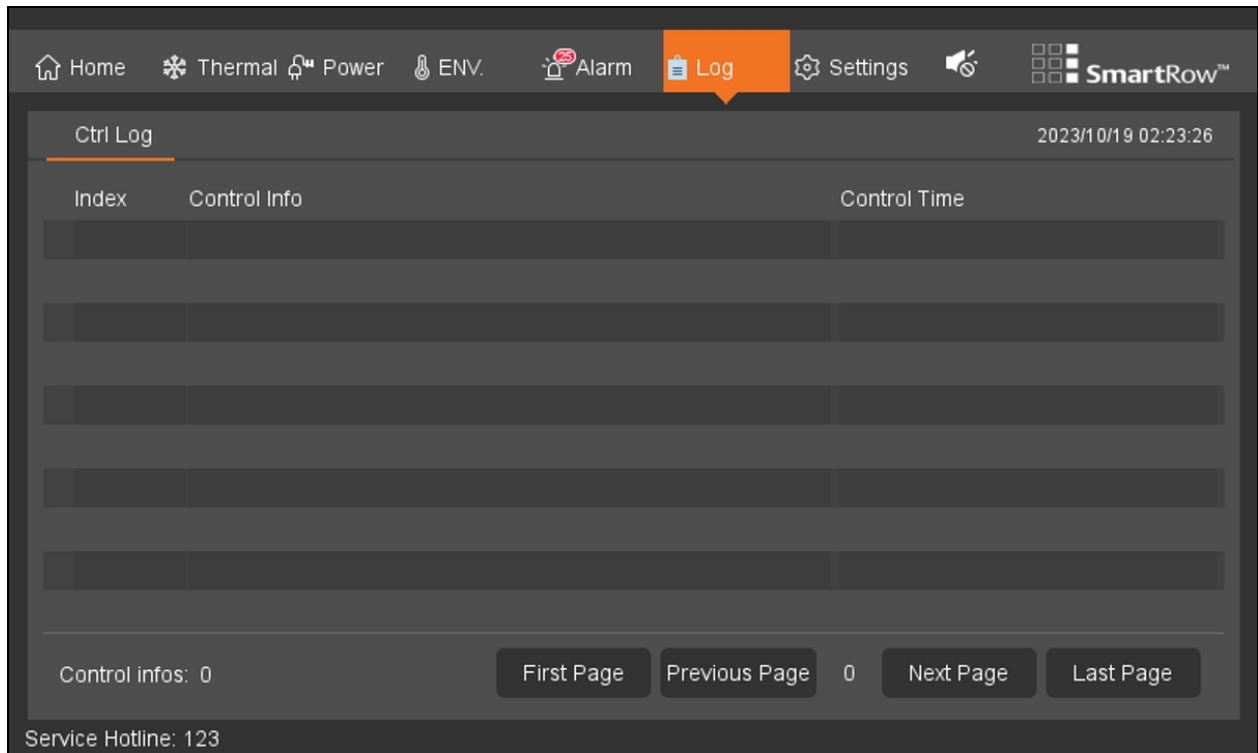 Home Thermal Power ENV. 25 Alarm Log Settings SmartRow™
Ctrl Log 2023/10/19 02:23:26
Index Control Info Control Time
Control infos: 0 First Page Previous Page 0 Next Page Last Page
Service Hotline: 123